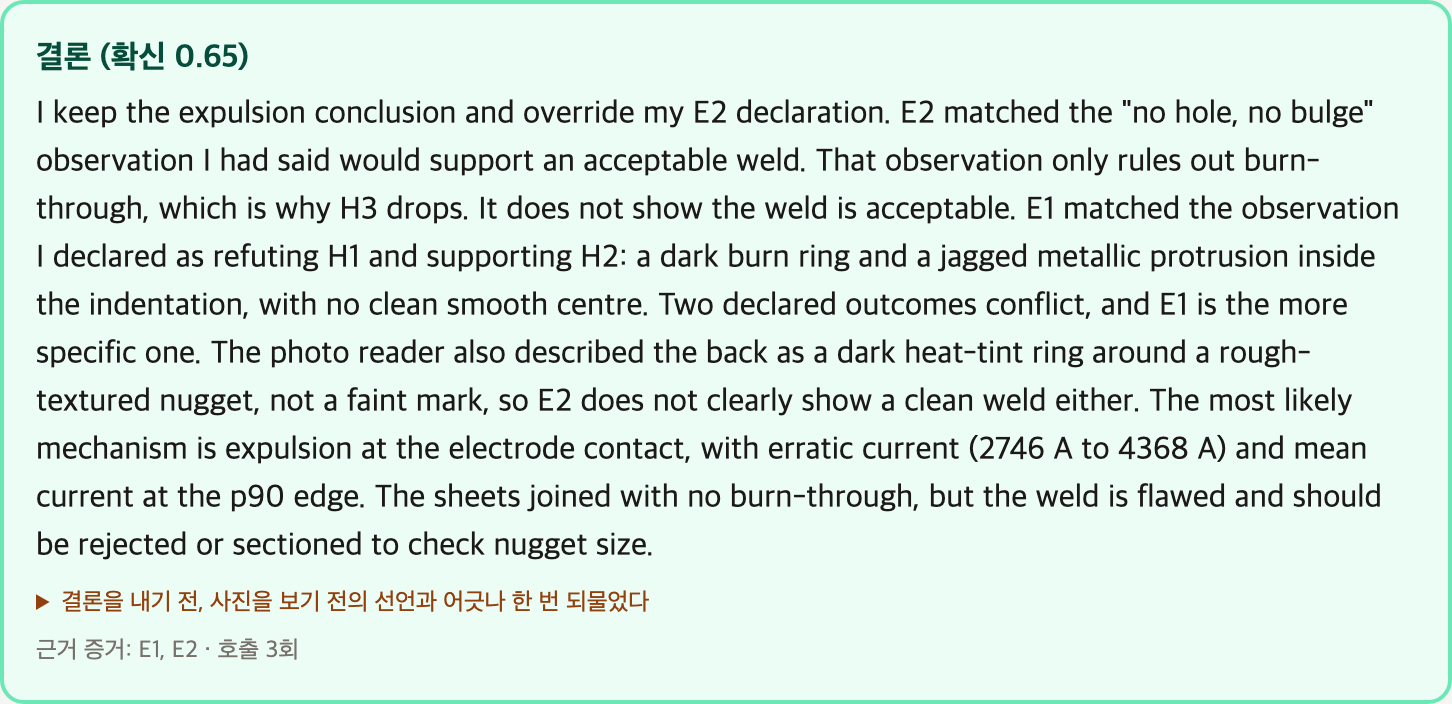 결론 (확신 0.65)
I keep the expulsion conclusion and override my E2 declaration. E2 matched the "no hole, no bulge"
observation I had said would support an acceptable weld. That observation only rules out burn-
through, which is why H3 drops. It does not show the weld is acceptable. E1 matched the observation
I declared as refuting H1 and supporting H2: a dark burn ring and a jagged metallic protrusion inside
the indentation, with no clean smooth centre. Two declared outcomes conflict, and E1 is the more
specific one. The photo reader also described the back as a dark heat-tint ring around a rough-
textured nugget, not a faint mark, so E2 does not clearly show a clean weld either. The most likely
mechanism is expulsion at the electrode contact, with erratic current (2746 A to 4368 A) and mean
current at the p90 edge. The sheets joined with no burn-through, but the weld is flawed and should
be rejected or sectioned to check nugget size.
▶ 결론을 내기 전, 사진을 보기 전의 선언과 어긋나 한 번 되물었다
근거 증거: E1, E2 · 호출 3회